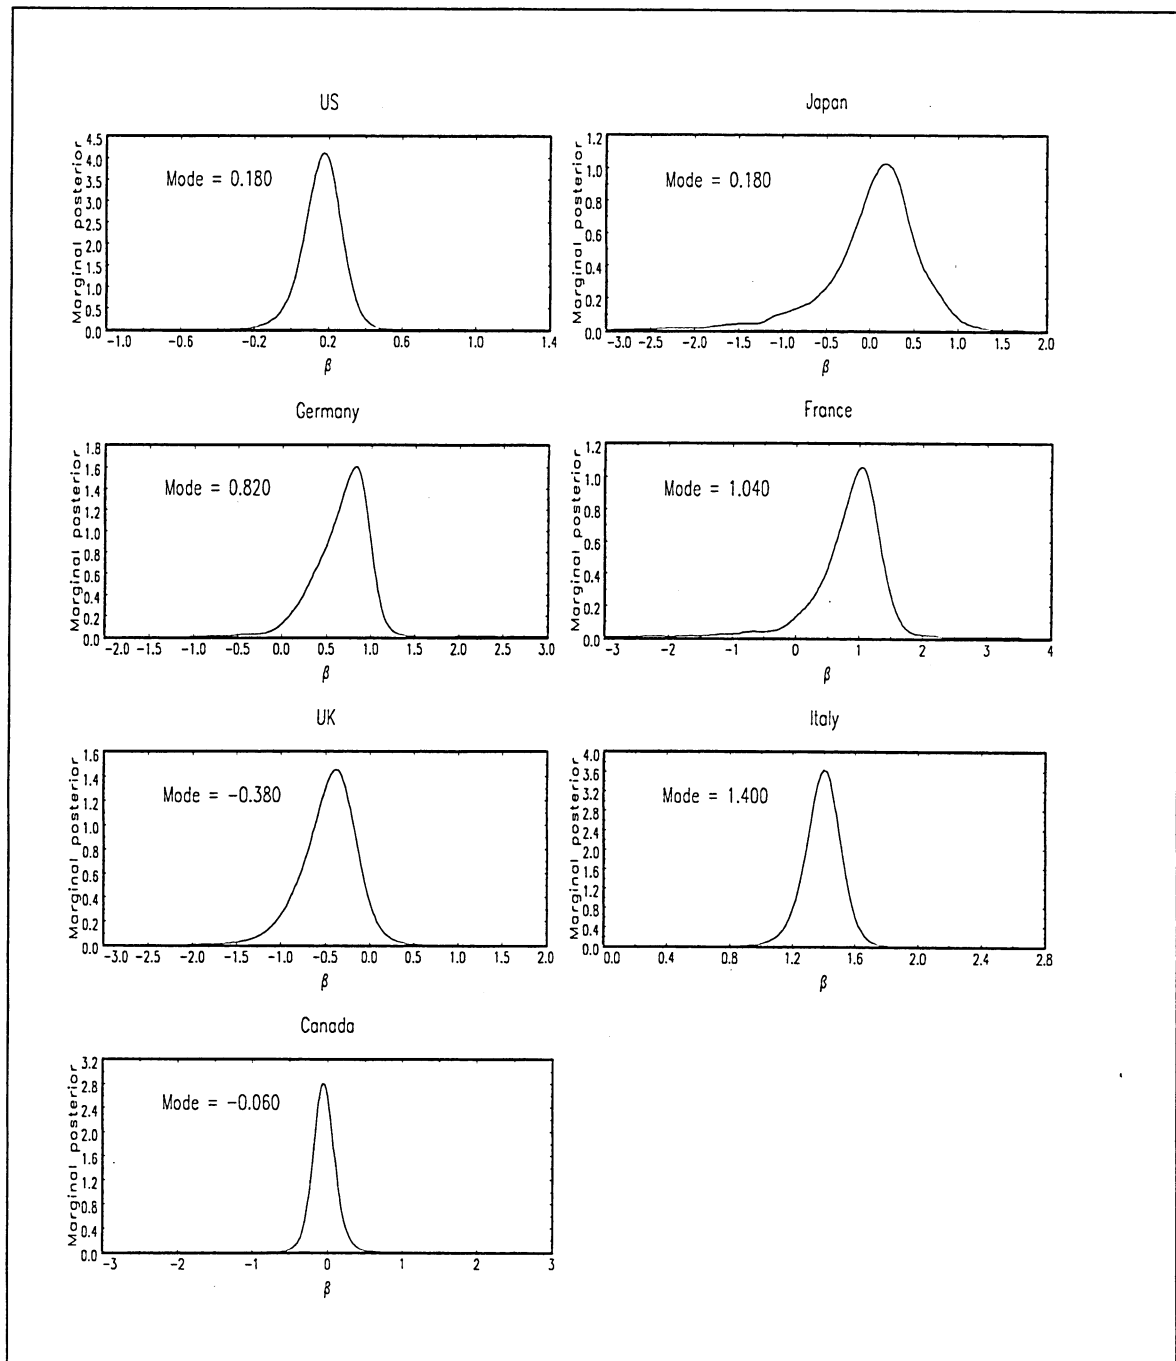 US
Marginal posterior
4.5
4.0
3.5
3.0
2.5
2.0
1.5
1.0
0.5
0.0
Mode = 0.180
-1.0 -0.6 -0.2 0.2 0.6 1.0 1.4
β
Japan
Marginal posterior
1.2
1.0
0.8
0.6
0.4
0.2
0.0
Mode = 0.180
-3.0 -2.5 -2.0 -1.5 -1.0 -0.5 0.0 0.5 1.0 1.5 2.0
β
Germany
Marginal posterior
1.8
1.6
1.4
1.2
1.0
0.8
0.6
0.4
0.2
0.0
Mode = 0.820
-2.0 -1.5 -1.0 -0.5 0.0 0.5 1.0 1.5 2.0 2.5 3.0
β
France
Marginal posterior
1.2
1.0
0.8
0.6
0.4
0.2
0.0
Mode = 1.040
-3 -2 -1 0 1 2 3 4
β
UK
Marginal posterior
1.6
1.4
1.2
1.0
0.8
0.6
0.4
0.2
0.0
Mode = -0.380
-3.0 -2.5 -2.0 -1.5 -1.0 -0.5 0.0 0.5 1.0 1.5 2.0
β
Italy
Marginal posterior
4.0
3.6
3.2
2.8
2.4
2.0
1.6
1.2
0.8
0.4
0.0
Mode = 1.400
0.0 0.4 0.8 1.2 1.6 2.0 2.4 2.8
β
Canada
Marginal posterior
3.2
2.8
2.4
2.0
1.6
1.2
0.8
0.4
0.0
Mode = -0.060
-3 -2 -1 0 1 2 3
β